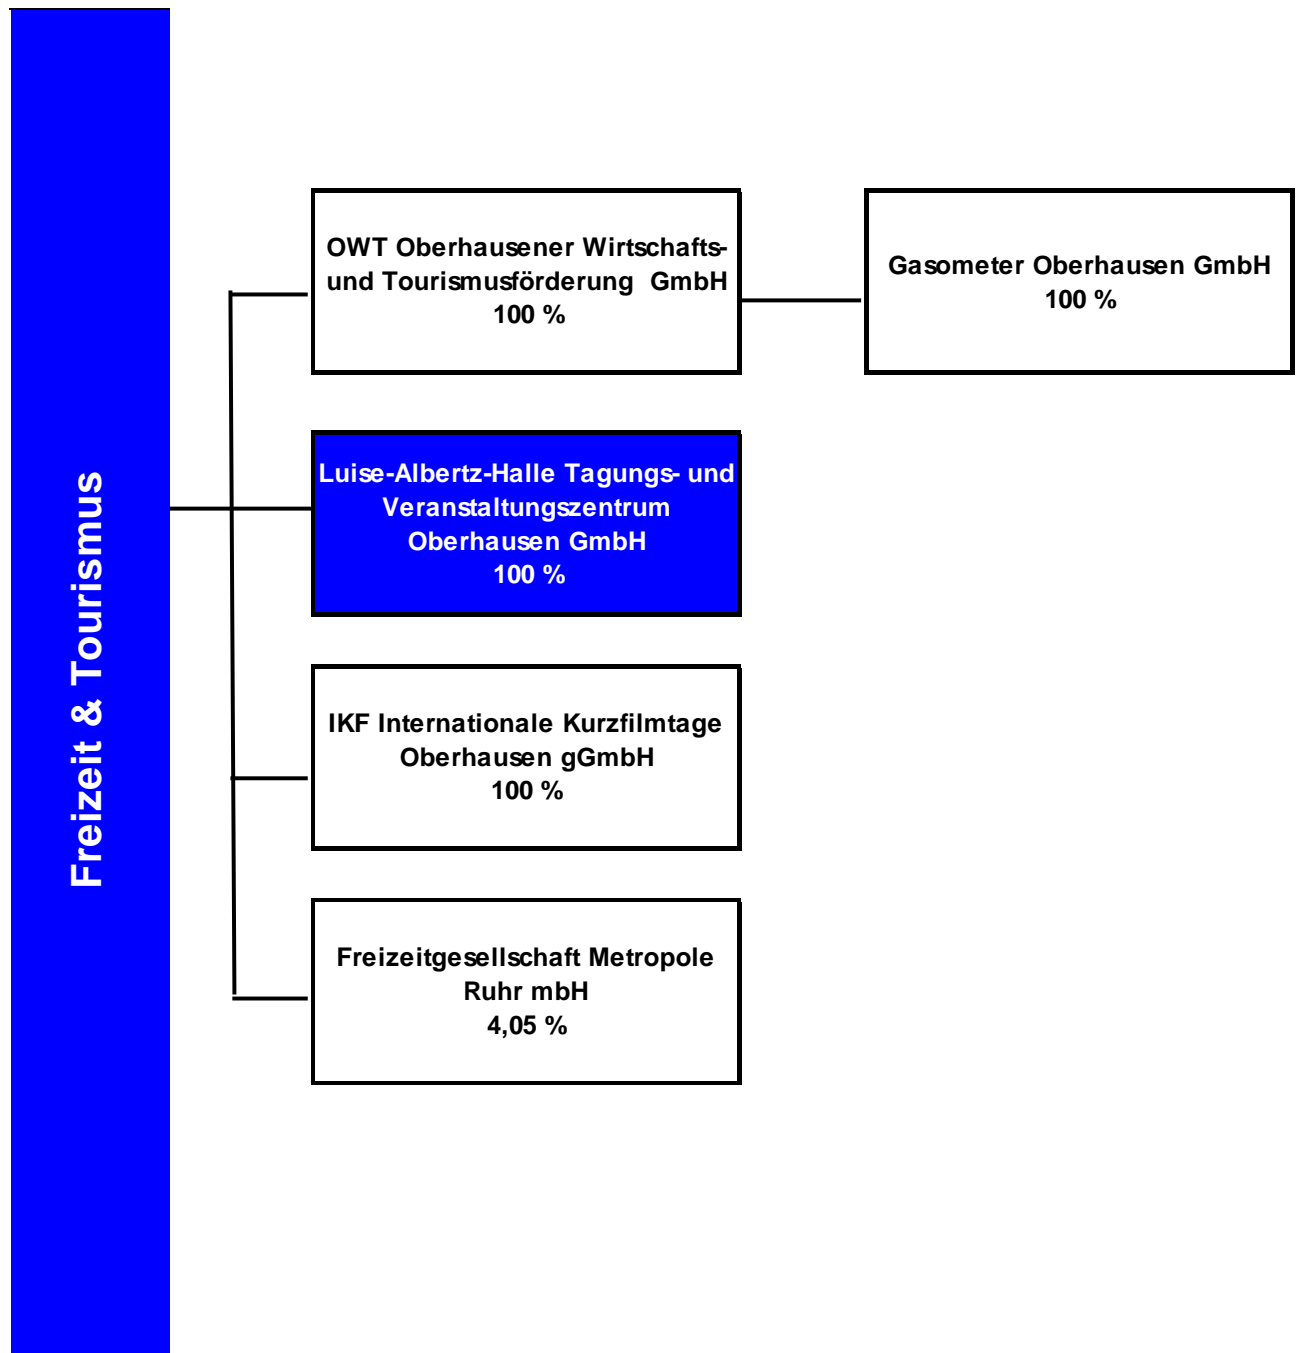 Freizeit & Tourismus
OWT Oberhausener Wirtschafts-
und Tourismusförderung GmbH
100 %
Gasometer Oberhausen GmbH
100 %
Luise-Albertz-Halle Tagungs- und
Veranstaltungszentrum
Oberhausen GmbH
100 %
IKF Internationale Kurzfilmtage
Oberhausen gGmbH
100 %
Freizeitgesellschaft Metropole
Ruhr mbH
4,05 %